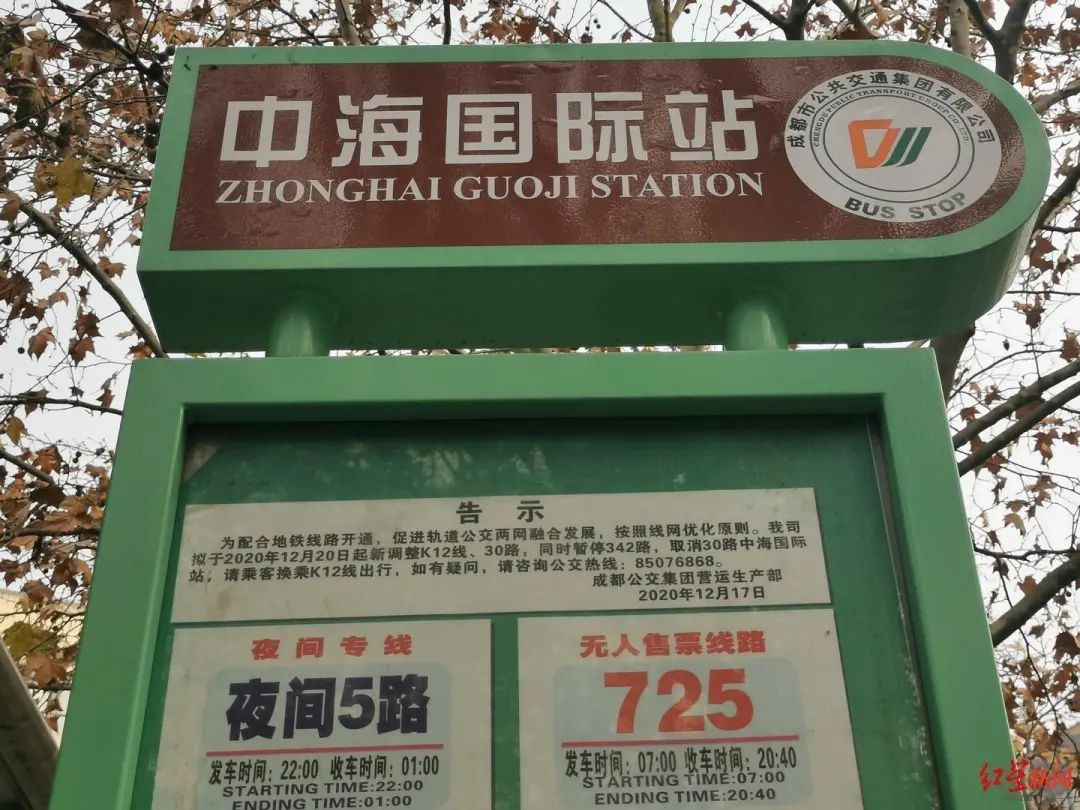 中海国际站
ZHONGHAI GUOJI STATION
成都市公共交通集团有限公司
CHENGDU PUBLIC TRANSPORT GROUP CO.,LTD
BUS STOP
告示
为配合地铁线路开通，促进轨道公交两网融合发展，按照线网优化原则。我司
拟于2020年12月20日起新调整K12线、30路，同时暂停342路，取消30路中海国际
站，请乘客换乘K12线出行，如有疑问，请咨询公交热线：85076868。
成都公交集团营运生产部
2020年12月17日
夜间专线
夜间5路
发车时间：22:00 收车时间：01:00
STARTING TIME:22:00
ENDING TIME:01:00
无人售票线路
725
发车时间：07:00 收车时间：20:40
STARTING TIME:07:00
ENDING TIME:20:40
红星新闻